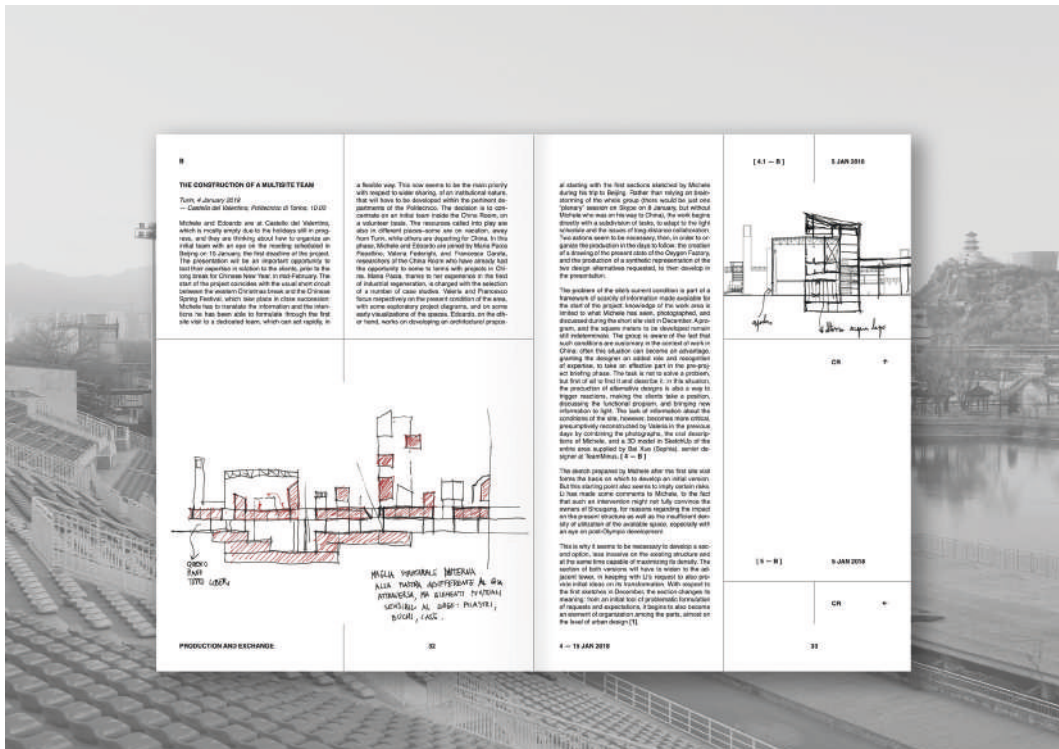 B
THE CONSTRUCTION OF A MULTISITE TEAM
Turin, 4 January 2018
— Castello del Valentino, Politecnico di Torino, 10:00
Michele and Edoardo are at Castello del Valentino,
which is mostly empty due to the holidays still in prog-
ress, and they are thinking about how to organize an
initial team with an eye on the meeting scheduled in
Beijing on 15 January, the first deadline of the project.
The presentation will be an important opportunity to
test their expertise in relation to the clients, prior to the
long break for Chinese New Year in mid-February. The
start of the project coincides with the usual short circuit
between the western Christmas break and the Chinese
Spring Festival, which take place in close succession.
Michele has to translate the information and the inten-
tions he has been able to formulate through the first
site visit to a dedicated team, which can act rapidly, in
a flexible way. This now seems to be the main priority
with respect to wider sharing, of an institutional nature,
that will have to be developed within the pertinent de-
partments of the Politecnico. The decision is to con-
centrate on an initial team inside the China Room, on
a volunteer basis. The resources called into play are
also in different places–some are on vacation, away
from Turin, while others are departing for China. In this
phase, Michele and Edoardo are joined by Maria Paola
Repellino, Valeria Federighi, and Francesco Carota,
researchers of the China Room who have already had
the opportunity to come to terms with projects in Chi-
na. Maria Paola, thanks to her experience in the field
of industrial regeneration, is charged with the selection
of a number of case studies. Valeria and Francesco
focus respectively on the present condition of the area,
with some exploratory project diagrams, and on some
early visualizations of the spaces. Edoardo, on the oth-
er hand, works on developing an architectural propos-
QUESTO
PIANO
TUTTO LIBERO
MAGLIA STRUTTURALE INTERNA
ALLA PIASTRA INDIFFERENTE
ATTRAVERSA, MA ELEMENTI PUNTUALI
PILASTRI,
BUCHI, CASE.
PRODUCTION AND EXCHANGE
32
al starting with the first sections sketched by Michele
during his trip to Beijing. Rather than relying on brain-
storming of the whole group (there would be just one
"plenary" session on Skype on 8 January, but without
Michele who was on his way to China), the work begins
directly with a subdivision of tasks, to adapt to the tight
schedule and the issues of long-distance collaboration.
Two actions seem to be necessary, then, in order to or-
ganize the production in the days to follow: the creation
of a drawing of the present state of the Oxygen Factory,
and the production of a synthetic representation of the
two design alternatives requested, to then develop in
the presentation.
The problem of the site's current condition is part of a
framework of scarcity of information made available for
the start of the project: knowledge of the work area is
limited to what Michele has seen, photographed, and
discussed during the short site visit in December. A pro-
gram, and the square meters to be developed remain
still indeterminate. The group is aware of the fact that
such conditions are customary in the context of work in
China: often this situation can become an advantage,
granting the designer an added role and recognition
of expertise, to take an effective part in the pre-proj-
ect briefing phase. The task is not to solve a problem,
but first of all to find it and describe it: in this situation,
the production of alternative designs is also a way to
trigger reactions, making the clients take a position,
discussing the functional program, and bringing new
information to light. The lack of information about the
conditions of the site, however, becomes more critical,
presumptively reconstructed by Valeria in the previous
days by combining the photographs, the oral descrip-
tions of Michele, and a 3D model in SketchUp of the
entire area supplied by Bai Xue (Sophie), senior de-
signer at TeamMinus. [4 – B]
The sketch prepared by Michele after the first site visit
forms the basis on which to develop an initial version.
But this starting point also seems to imply certain risks.
Li has made some comments to Michele, to the fact
that such an intervention might not fully convince the
owners of Shougang, for reasons regarding the impact
on the present structure as well as the insufficient den-
sity of utilization of the available space, especially with
an eye on post-Olympic development.
This is why it seems to be necessary to develop a sec-
ond option, less invasive on the existing structure and
at the same time capable of maximizing its density. The
section of both versions will have to widen to the ad-
jacent tower, in keeping with Li's request to also pro-
vide initial ideas on its transformation. With respect to
the first sketches in December, the section changes its
meaning: from an initial tool of problematic formulation
of requests and expectations, it begins to also become
an element of organization among the parts, almost on
the level of urban design [1].
4 — 15 JAN 2018
[ 4.1 — B ]
5 JAN 2018
CR
[ 5 — B ]
9 JAN 2018
CR
33